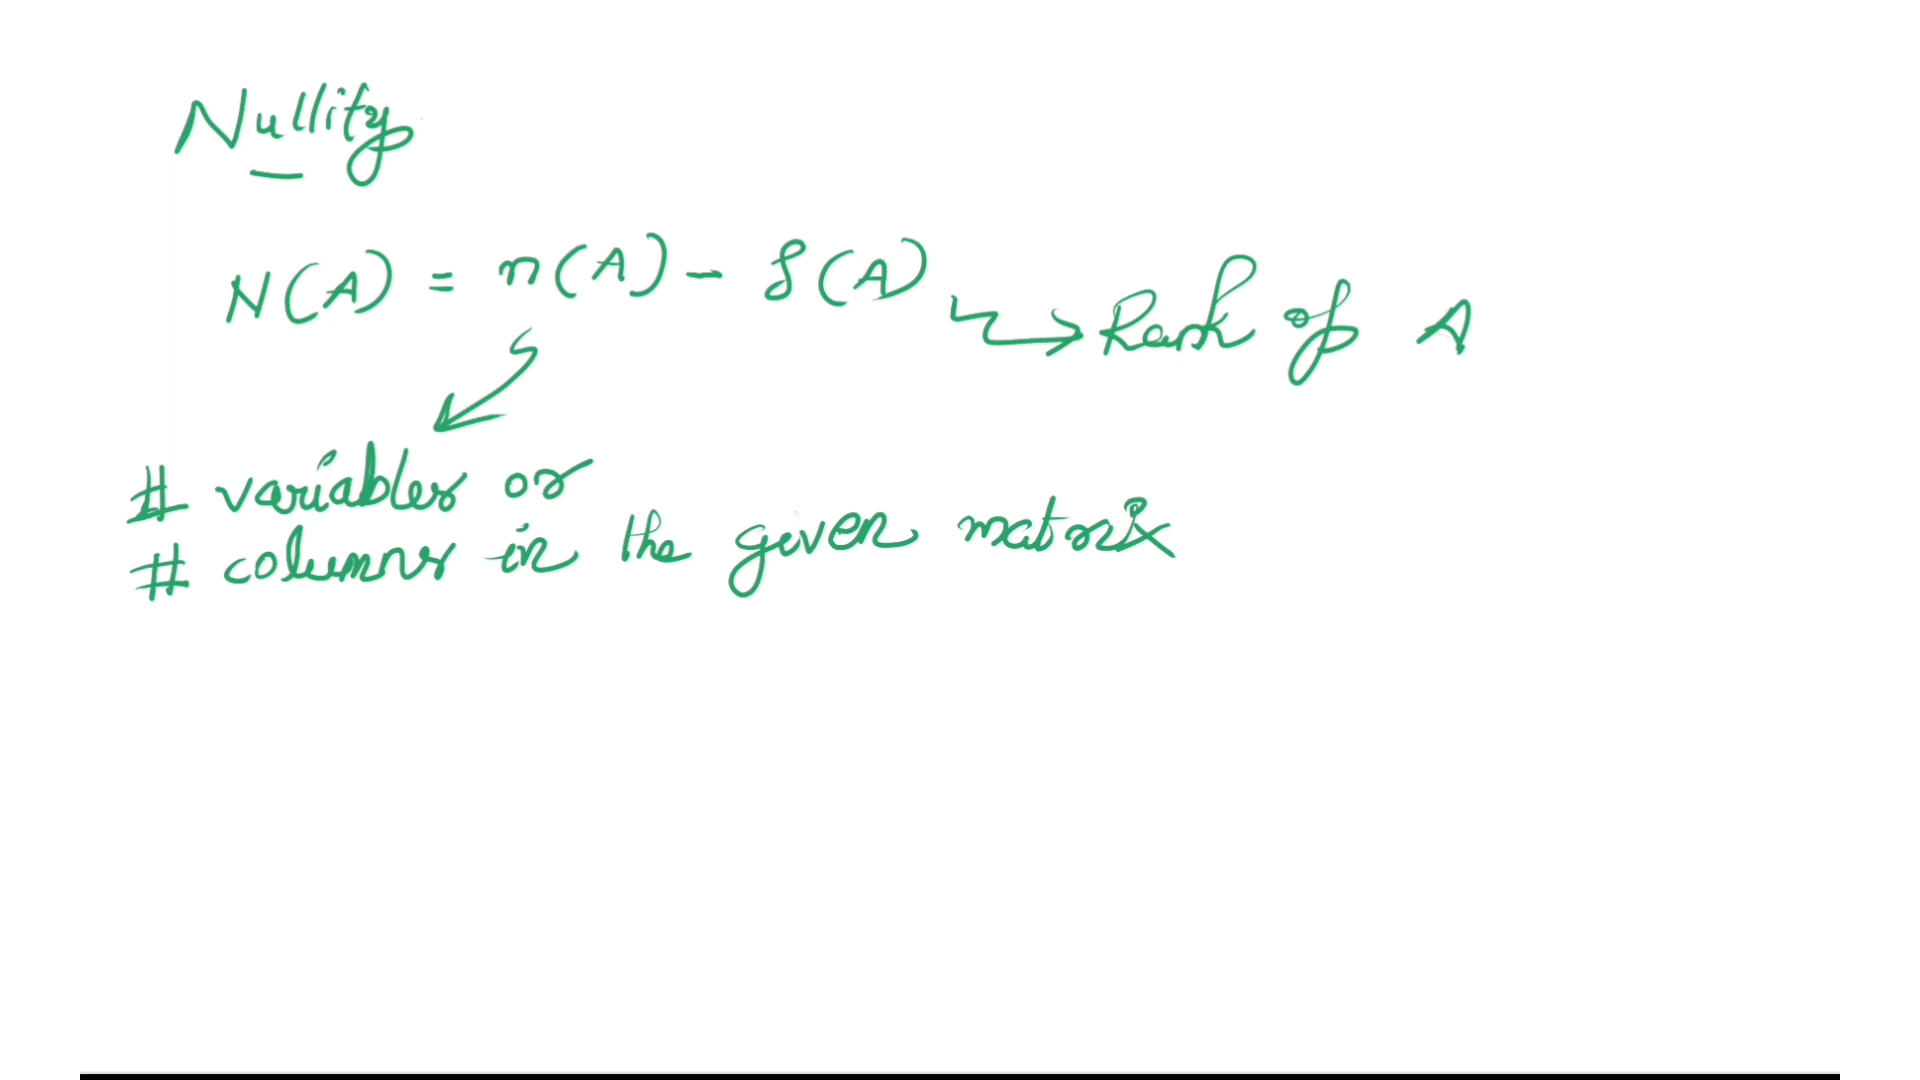 Nullity
N(A) = n(A) - ρ(A)
Rank of A
# variables or
# columns in the given matrix